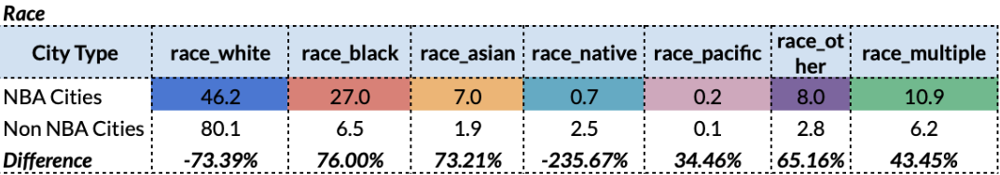 Race
City Type race_white race_black race_asian race_native race_pacific race_ot her race_multiple
NBA Cities 46.2 27.0 7.0 0.7 0.2 8.0 10.9
Non NBA Cities 80.1 6.5 1.9 2.5 0.1 2.8 6.2
Difference -73.39% 76.00% 73.21% -235.67% 34.46% 65.16% 43.45%